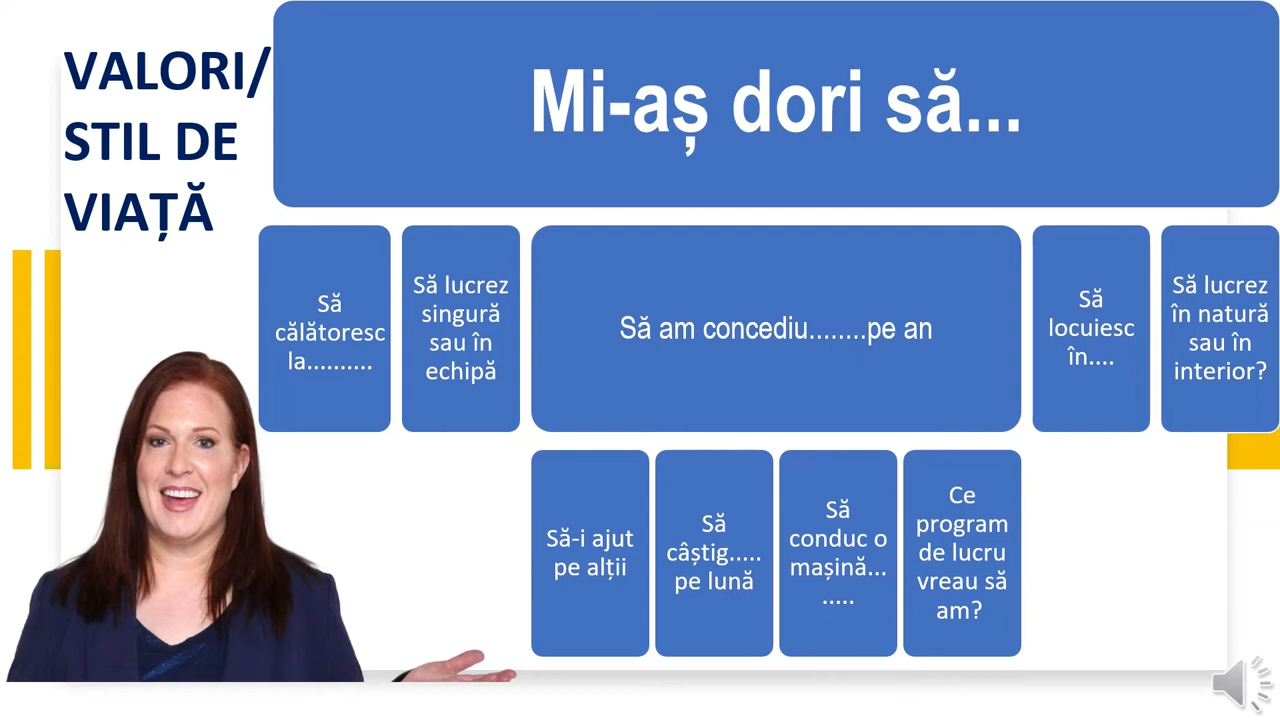 VALORI/
STIL DE
VIAȚĂ
Mi-aș dori să...
Să
călătoresc
la..........
Să lucrez
singură
sau în
echipă
Să am concediu........pe an
Să
locuiesc
în....
Să lucrez
în natură
sau în
interior?
Să-i ajut
pe alții
Să
câștig.....
pe lună
Să
conduc o
mașină...
.....
Ce
program
de lucru
vreau să
am?